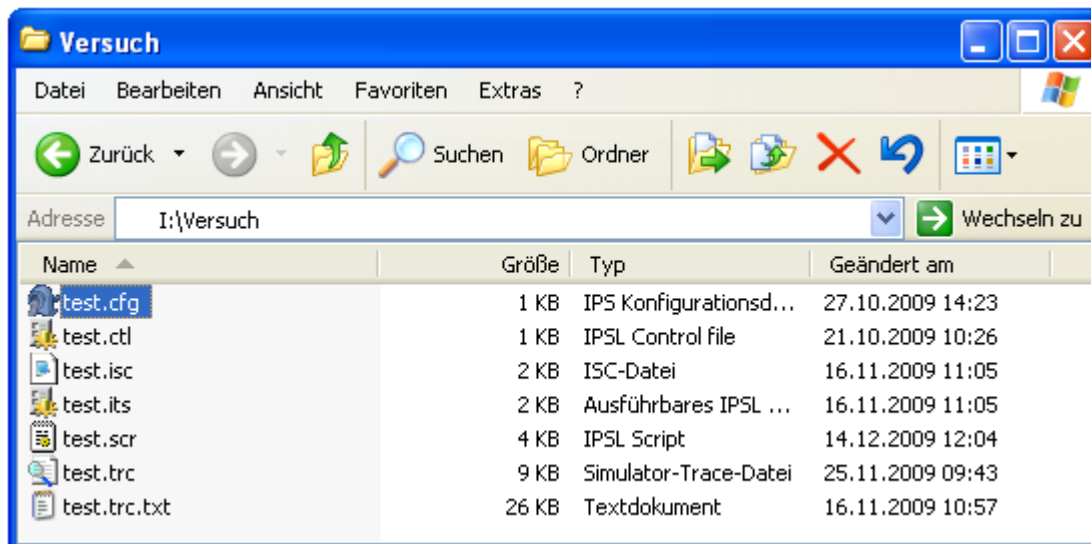 Versuch
Datei Bearbeiten Ansicht Favoriten Extras ?
Zurück Suchen Ordner
Adresse I:\Versuch Wechseln zu
Name Größe Typ Geändert am
test.cfg 1 KB IPS Konfigurationsd... 27.10.2009 14:23
test.ctl 1 KB IPSL Control file 21.10.2009 10:26
test.isc 2 KB ISC-Datei 16.11.2009 11:05
test.its 2 KB Ausführbares IPSL ... 16.11.2009 11:05
test.scr 4 KB IPSL Script 14.12.2009 12:04
test.trc 9 KB Simulator-Trace-Datei 25.11.2009 09:43
test.trc.txt 26 KB Textdokument 16.11.2009 10:57